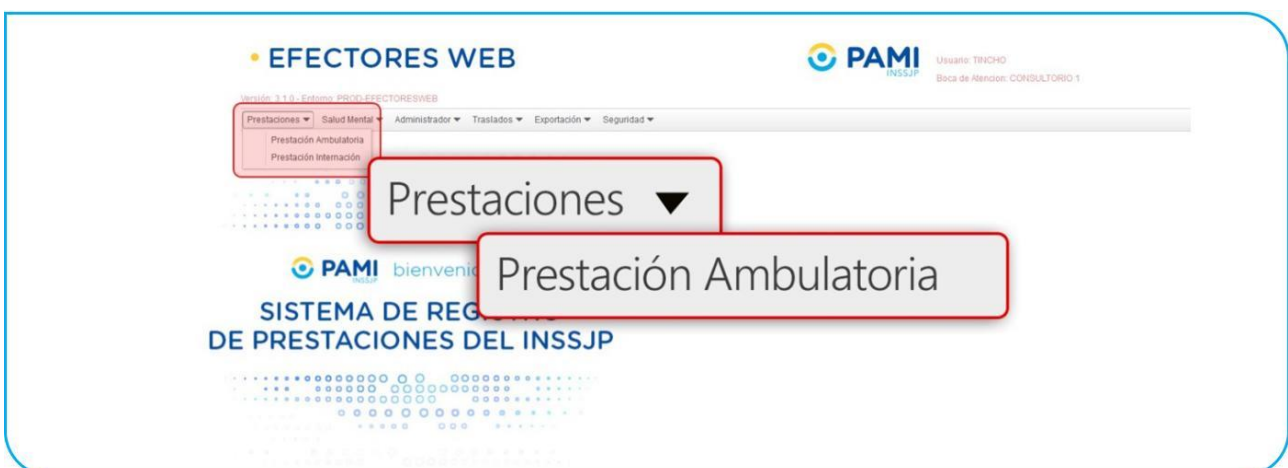 • EFECTORES WEB
PAMI
INSSJP
Usuario: TINCHO
Boca de Atencion: CONSULTORIO 1
Versión: 3.1.0 - Entorno: PROD-EFECTORESWEB
Prestaciones ▼ Salud Mental ▼ Administrador ▼ Traslados ▼ Exportación ▼ Seguridad ▼
Prestación Ambulatoria
Prestación Internación
Prestaciones ▼
Prestación Ambulatoria
PAMI bienveni
INSSJP
SISTEMA DE REG
DE PRESTACIONES DEL INSSJP